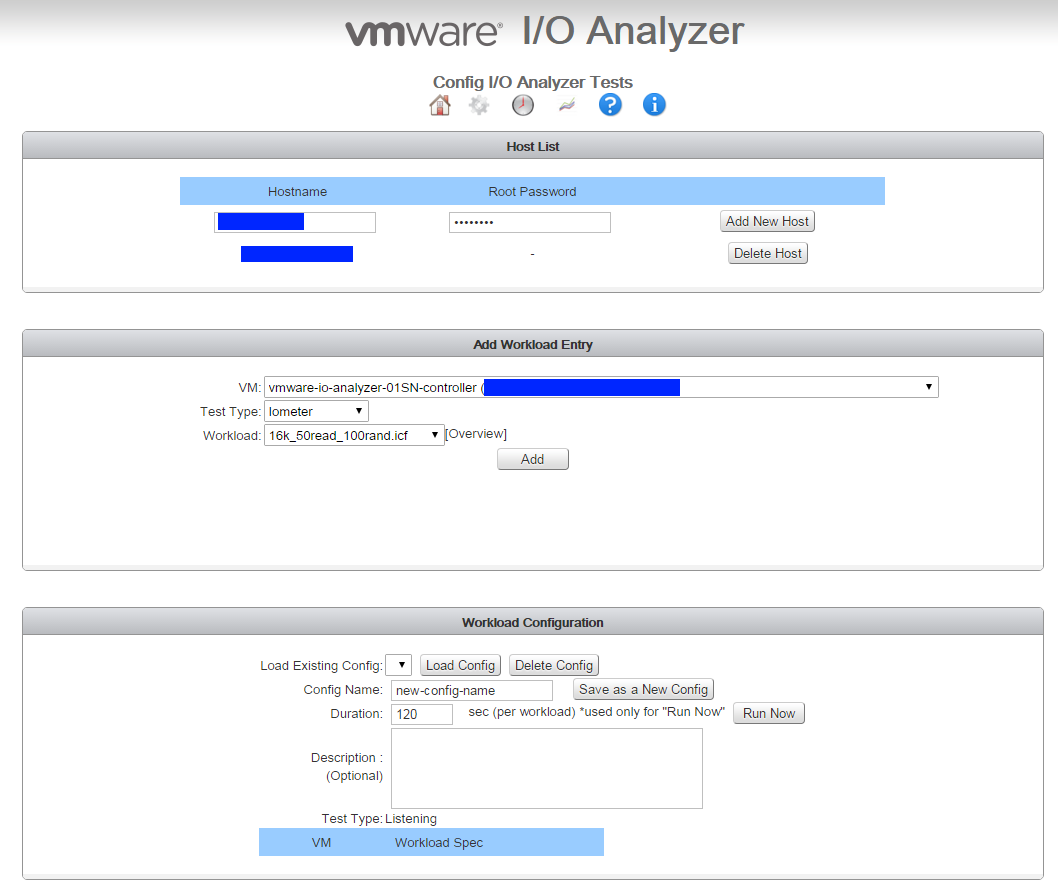 vmware® I/O Analyzer
Config I/O Analyzer Tests
Host List
Hostname Root Password
•••••••• Add New Host
- Delete Host
Add Workload Entry
VM: vmware-io-analyzer-01SN-controller (
Test Type: Iometer
Workload: 16k_50read_100rand.icf [Overview]
Add
Workload Configuration
Load Existing Config: Load Config Delete Config
Config Name: new-config-name Save as a New Config
Duration: 120 sec (per workload) *used only for "Run Now" Run Now
Description :
(Optional)
Test Type: Listening
VM Workload Spec